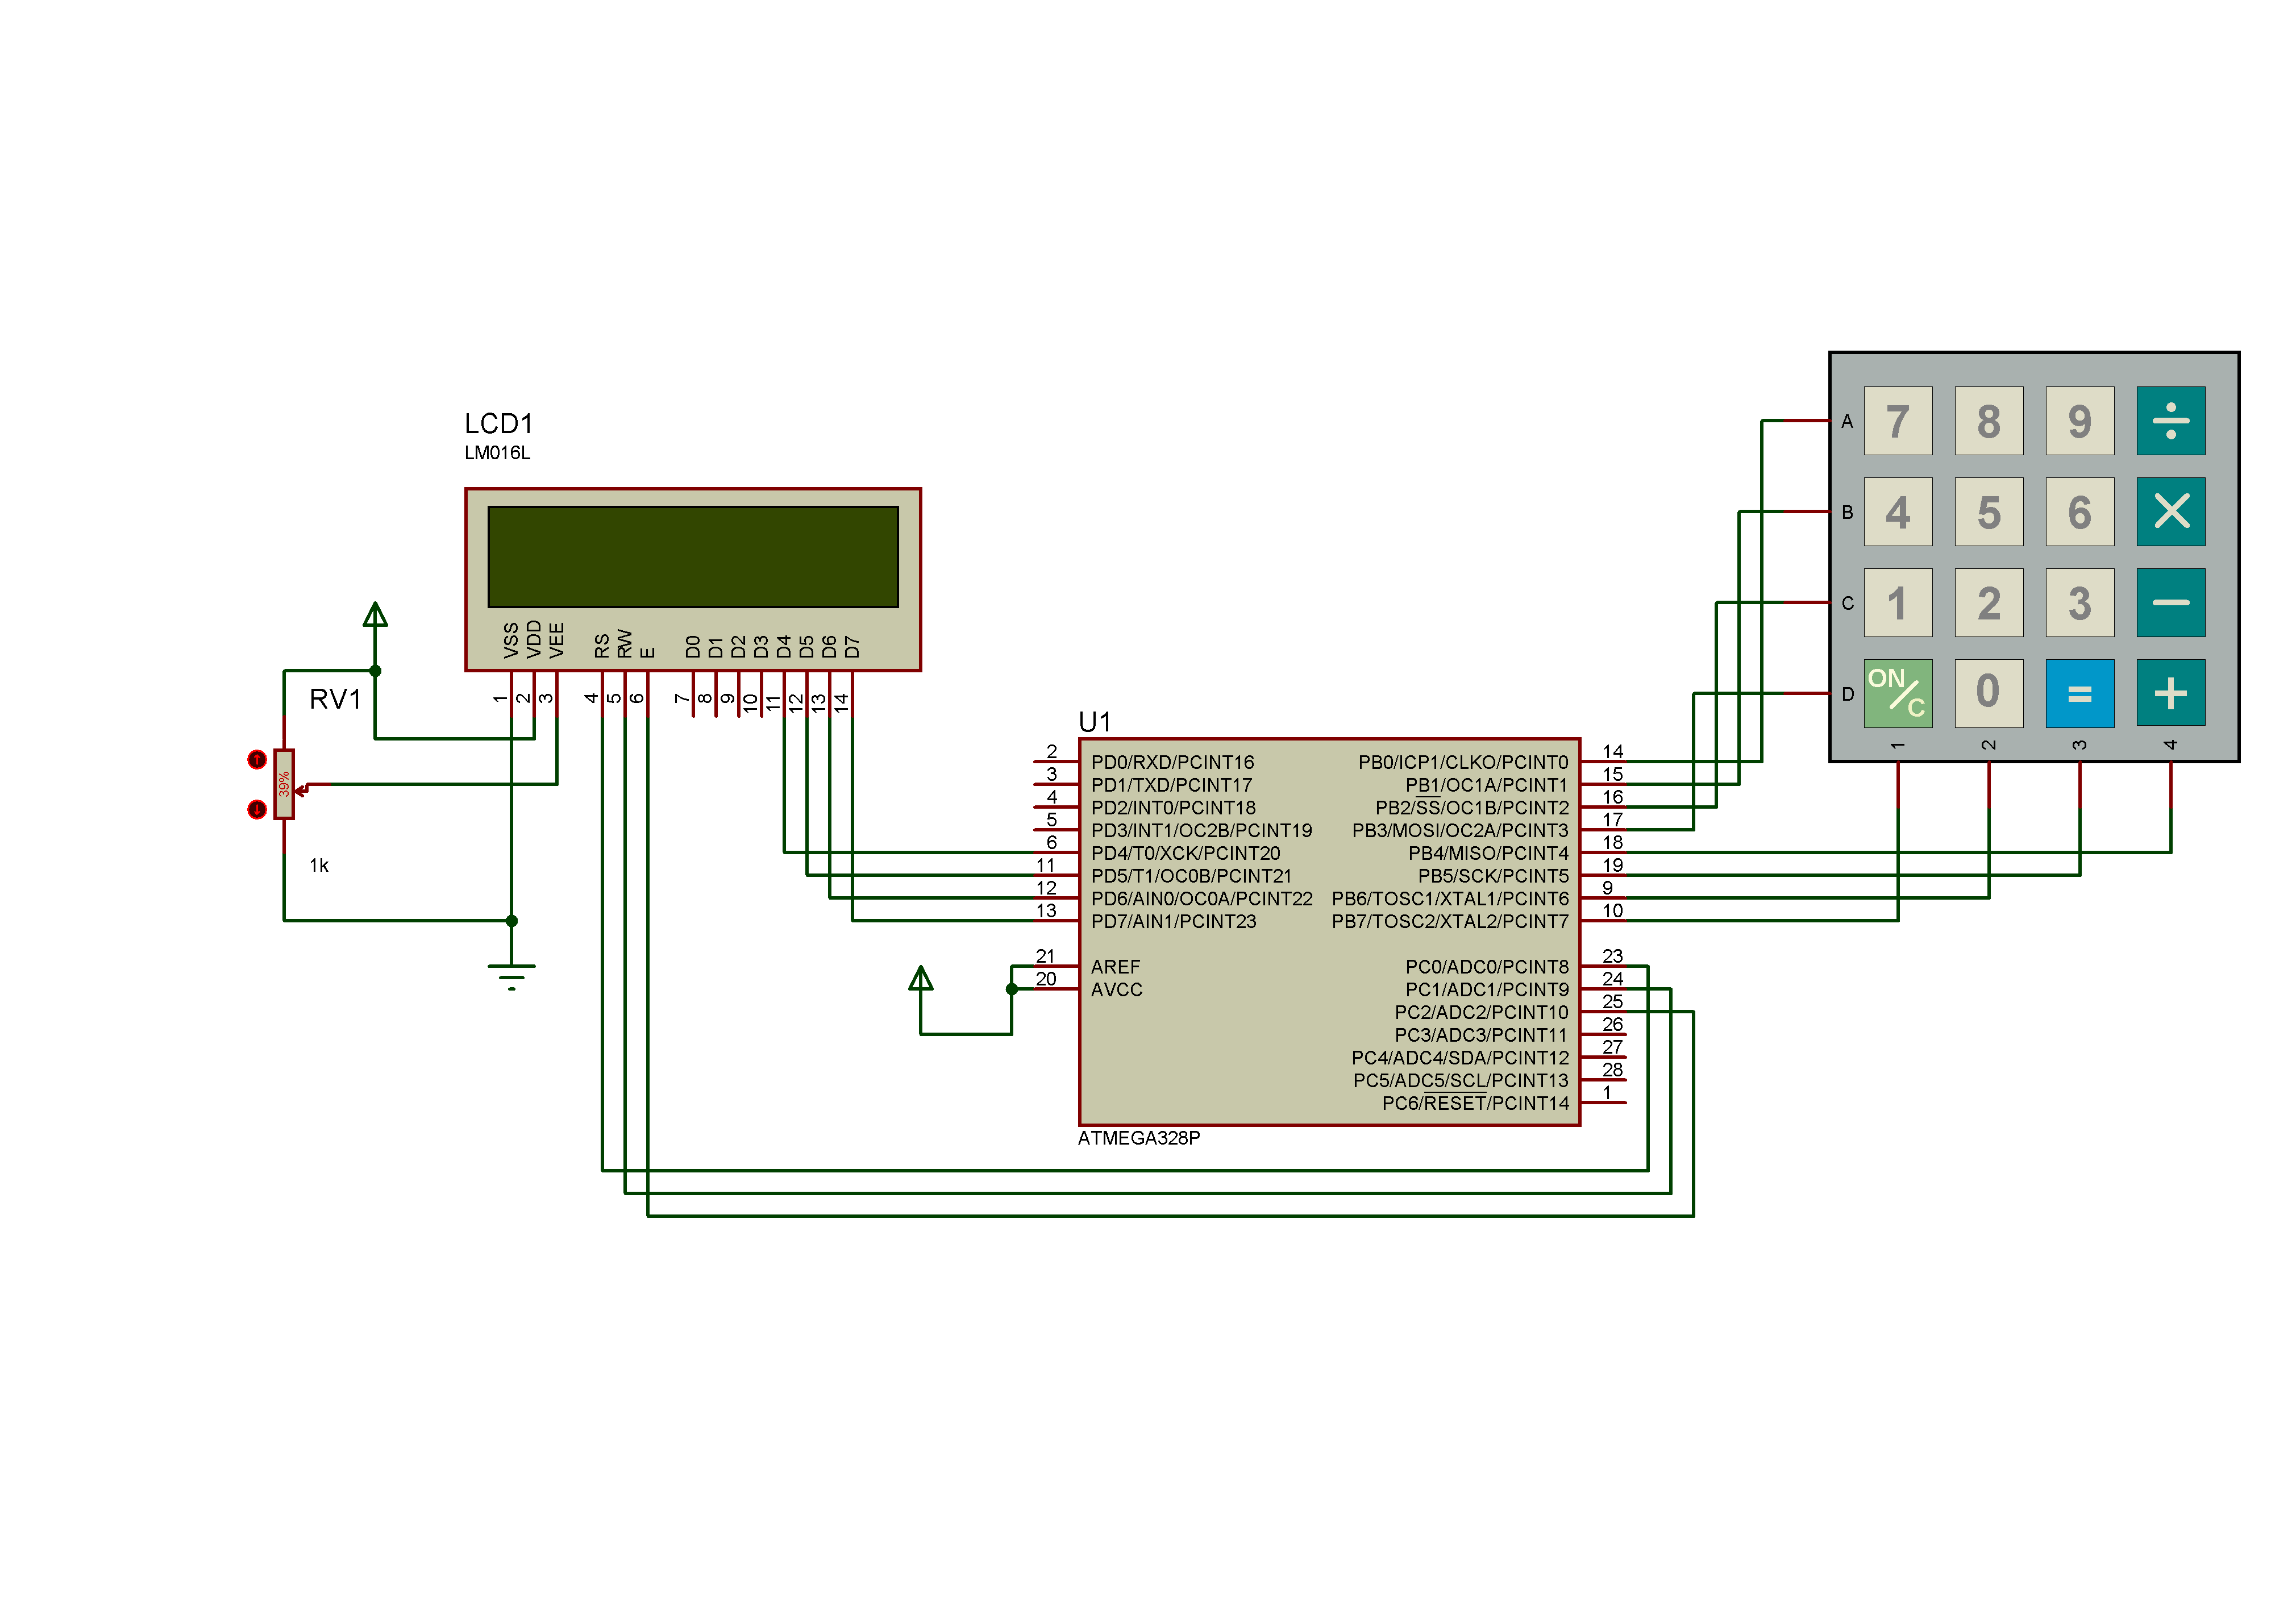 LCD1
LM016L
VSS
VDD
VEE
RS
RW
E
D0
D1
D2
D3
D4
D5
D6
D7
1
2
3
4
5
6
7
8
9
10
11
12
13
14
RV1
39%
1k
U1
2 PD0/RXD/PCINT16
3 PD1/TXD/PCINT17
4 PD2/INT0/PCINT18
5 PD3/INT1/OC2B/PCINT19
6 PD4/T0/XCK/PCINT20
11 PD5/T1/OC0B/PCINT21
12 PD6/AIN0/OC0A/PCINT22
13 PD7/AIN1/PCINT23
21 AREF
20 AVCC
PB0/ICP1/CLKO/PCINT0 14
PB1/OC1A/PCINT1 15
PB2/SS/OC1B/PCINT2 16
PB3/MOSI/OC2A/PCINT3 17
PB4/MISO/PCINT4 18
PB5/SCK/PCINT5 19
PB6/TOSC1/XTAL1/PCINT6 9
PB7/TOSC2/XTAL2/PCINT7 10
PC0/ADC0/PCINT8 23
PC1/ADC1/PCINT9 24
PC2/ADC2/PCINT10 25
PC3/ADC3/PCINT11 26
PC4/ADC4/SDA/PCINT12 27
PC5/ADC5/SCL/PCINT13 28
PC6/RESET/PCINT14 1
ATMEGA328P
A 7 8 9 ÷
B 4 5 6 ×
C 1 2 3 −
D ON/C 0 = +
1 2 3 4